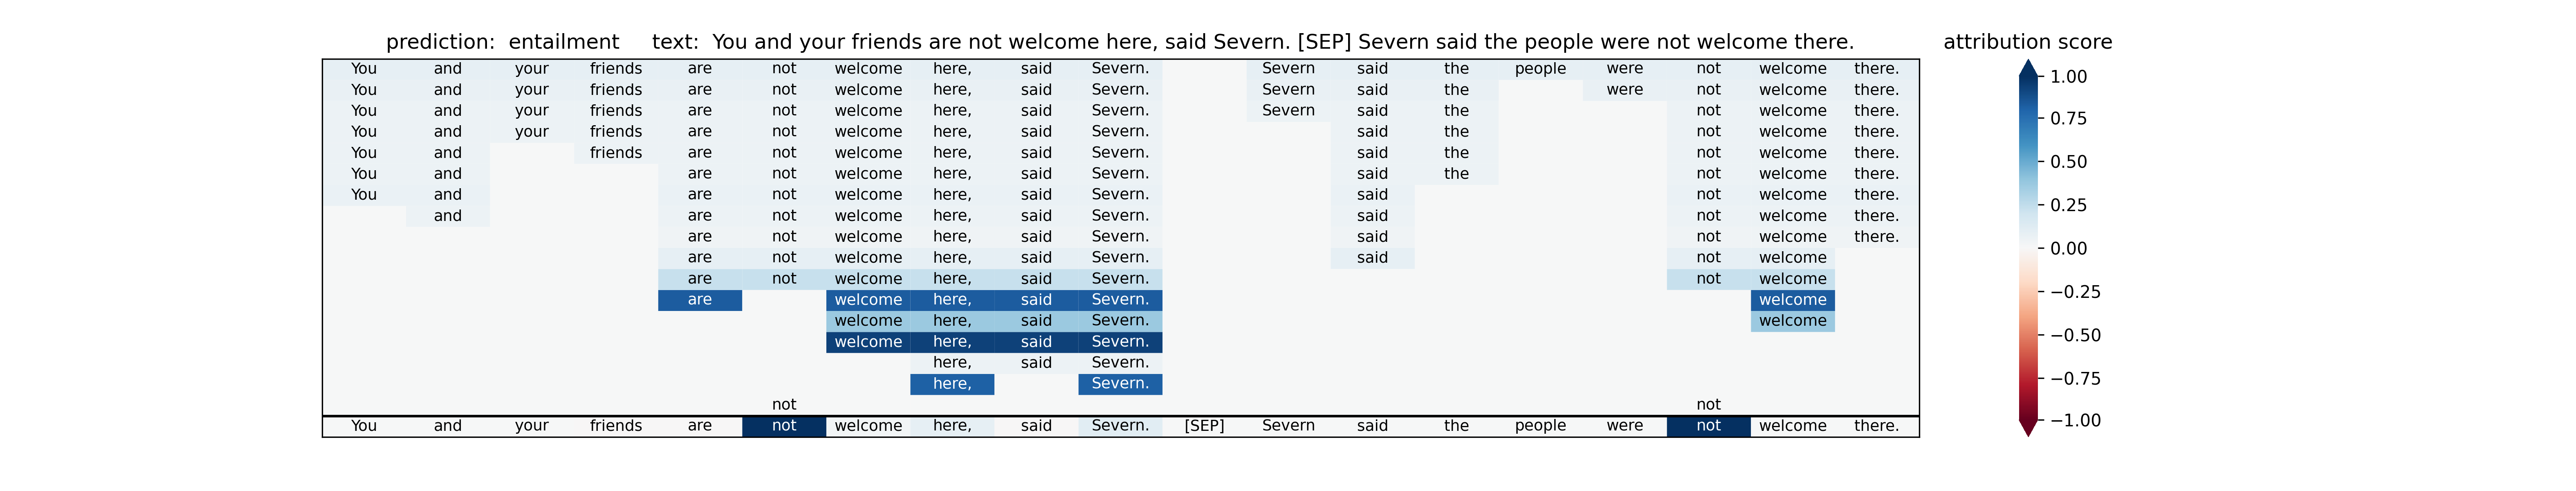 prediction: entailment text: You and your friends are not welcome here, said Severn. [SEP] Severn said the people were not welcome there.
attribution score
You and your friends are not welcome here, said Severn. Severn said the people were not welcome there.
You and your friends are not welcome here, said Severn. Severn said the were not welcome there.
You and your friends are not welcome here, said Severn. Severn said the not welcome there.
You and your friends are not welcome here, said Severn. said the not welcome there.
You and friends are not welcome here, said Severn. said the not welcome there.
You and are not welcome here, said Severn. said the not welcome there.
You and are not welcome here, said Severn. said not welcome there.
and are not welcome here, said Severn. said not welcome there.
are not welcome here, said Severn. said not welcome there.
are not welcome here, said Severn. said not welcome
are not welcome here, said Severn. not welcome
are welcome here, said Severn. welcome
welcome here, said Severn. welcome
welcome here, said Severn.
here, said Severn.
here, Severn.
not not
You and your friends are not welcome here, said Severn. [SEP] Severn said the people were not welcome there.
1.00
0.75
0.50
0.25
0.00
−0.25
−0.50
−0.75
−1.00